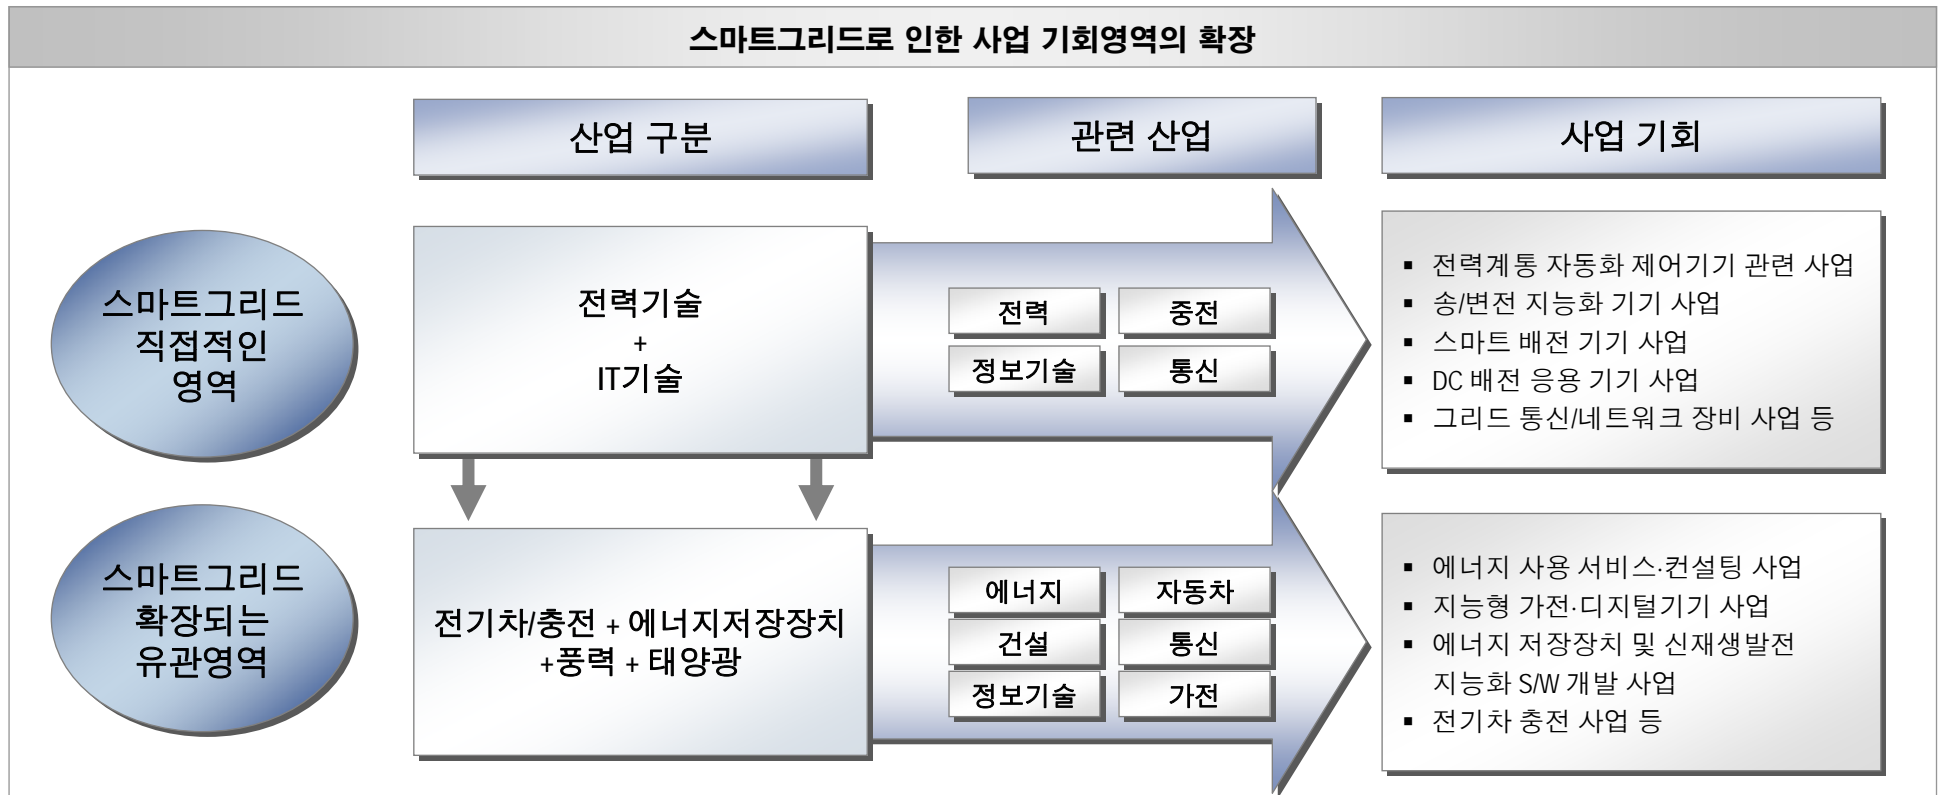 스마트그리드로 인한 사업 기회영역의 확장
산업 구분
관련 산업
사업 기회
스마트그리드
직접적인
영역
전력기술
+
IT기술
전력
중전
정보기술
통신
▪ 전력계통 자동화 제어기기 관련 사업
▪ 송/변전 지능화 기기 사업
▪ 스마트 배전 기기 사업
▪ DC 배전 응용 기기 사업
▪ 그리드 통신/네트워크 장비 사업 등
스마트그리드
확장되는
유관영역
전기차/충전 + 에너지저장장치
+풍력 + 태양광
에너지
자동차
건설
통신
정보기술
가전
▪ 에너지 사용 서비스·컨설팅 사업
▪ 지능형 가전·디지털기기 사업
▪ 에너지 저장장치 및 신재생발전
지능화 S/W 개발 사업
▪ 전기차 충전 사업 등